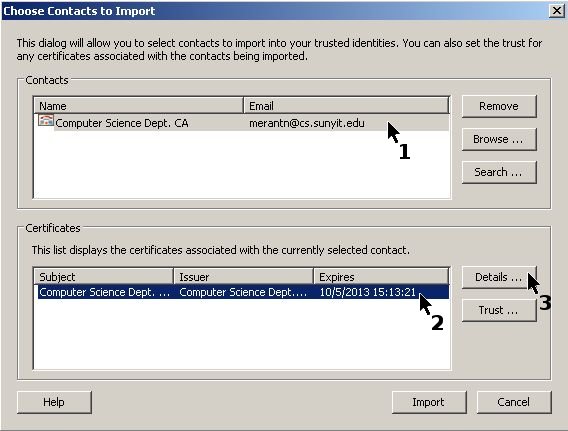 Choose Contacts to Import
This dialog will allow you to select contacts to import into your trusted identities. You can also set the trust for
any certificates associated with the contacts being imported.
Contacts
Name Email
Computer Science Dept. CA merantn@cs.sunyit.edu
1
Remove
Browse ...
Search ...
Certificates
This list displays the certificates associated with the currently selected contact.
Subject Issuer Expires
Computer Science Dept. ... Computer Science Dept.... 10/5/2013 15:13:21
2
Details ...
3
Trust ...
Help Import Cancel